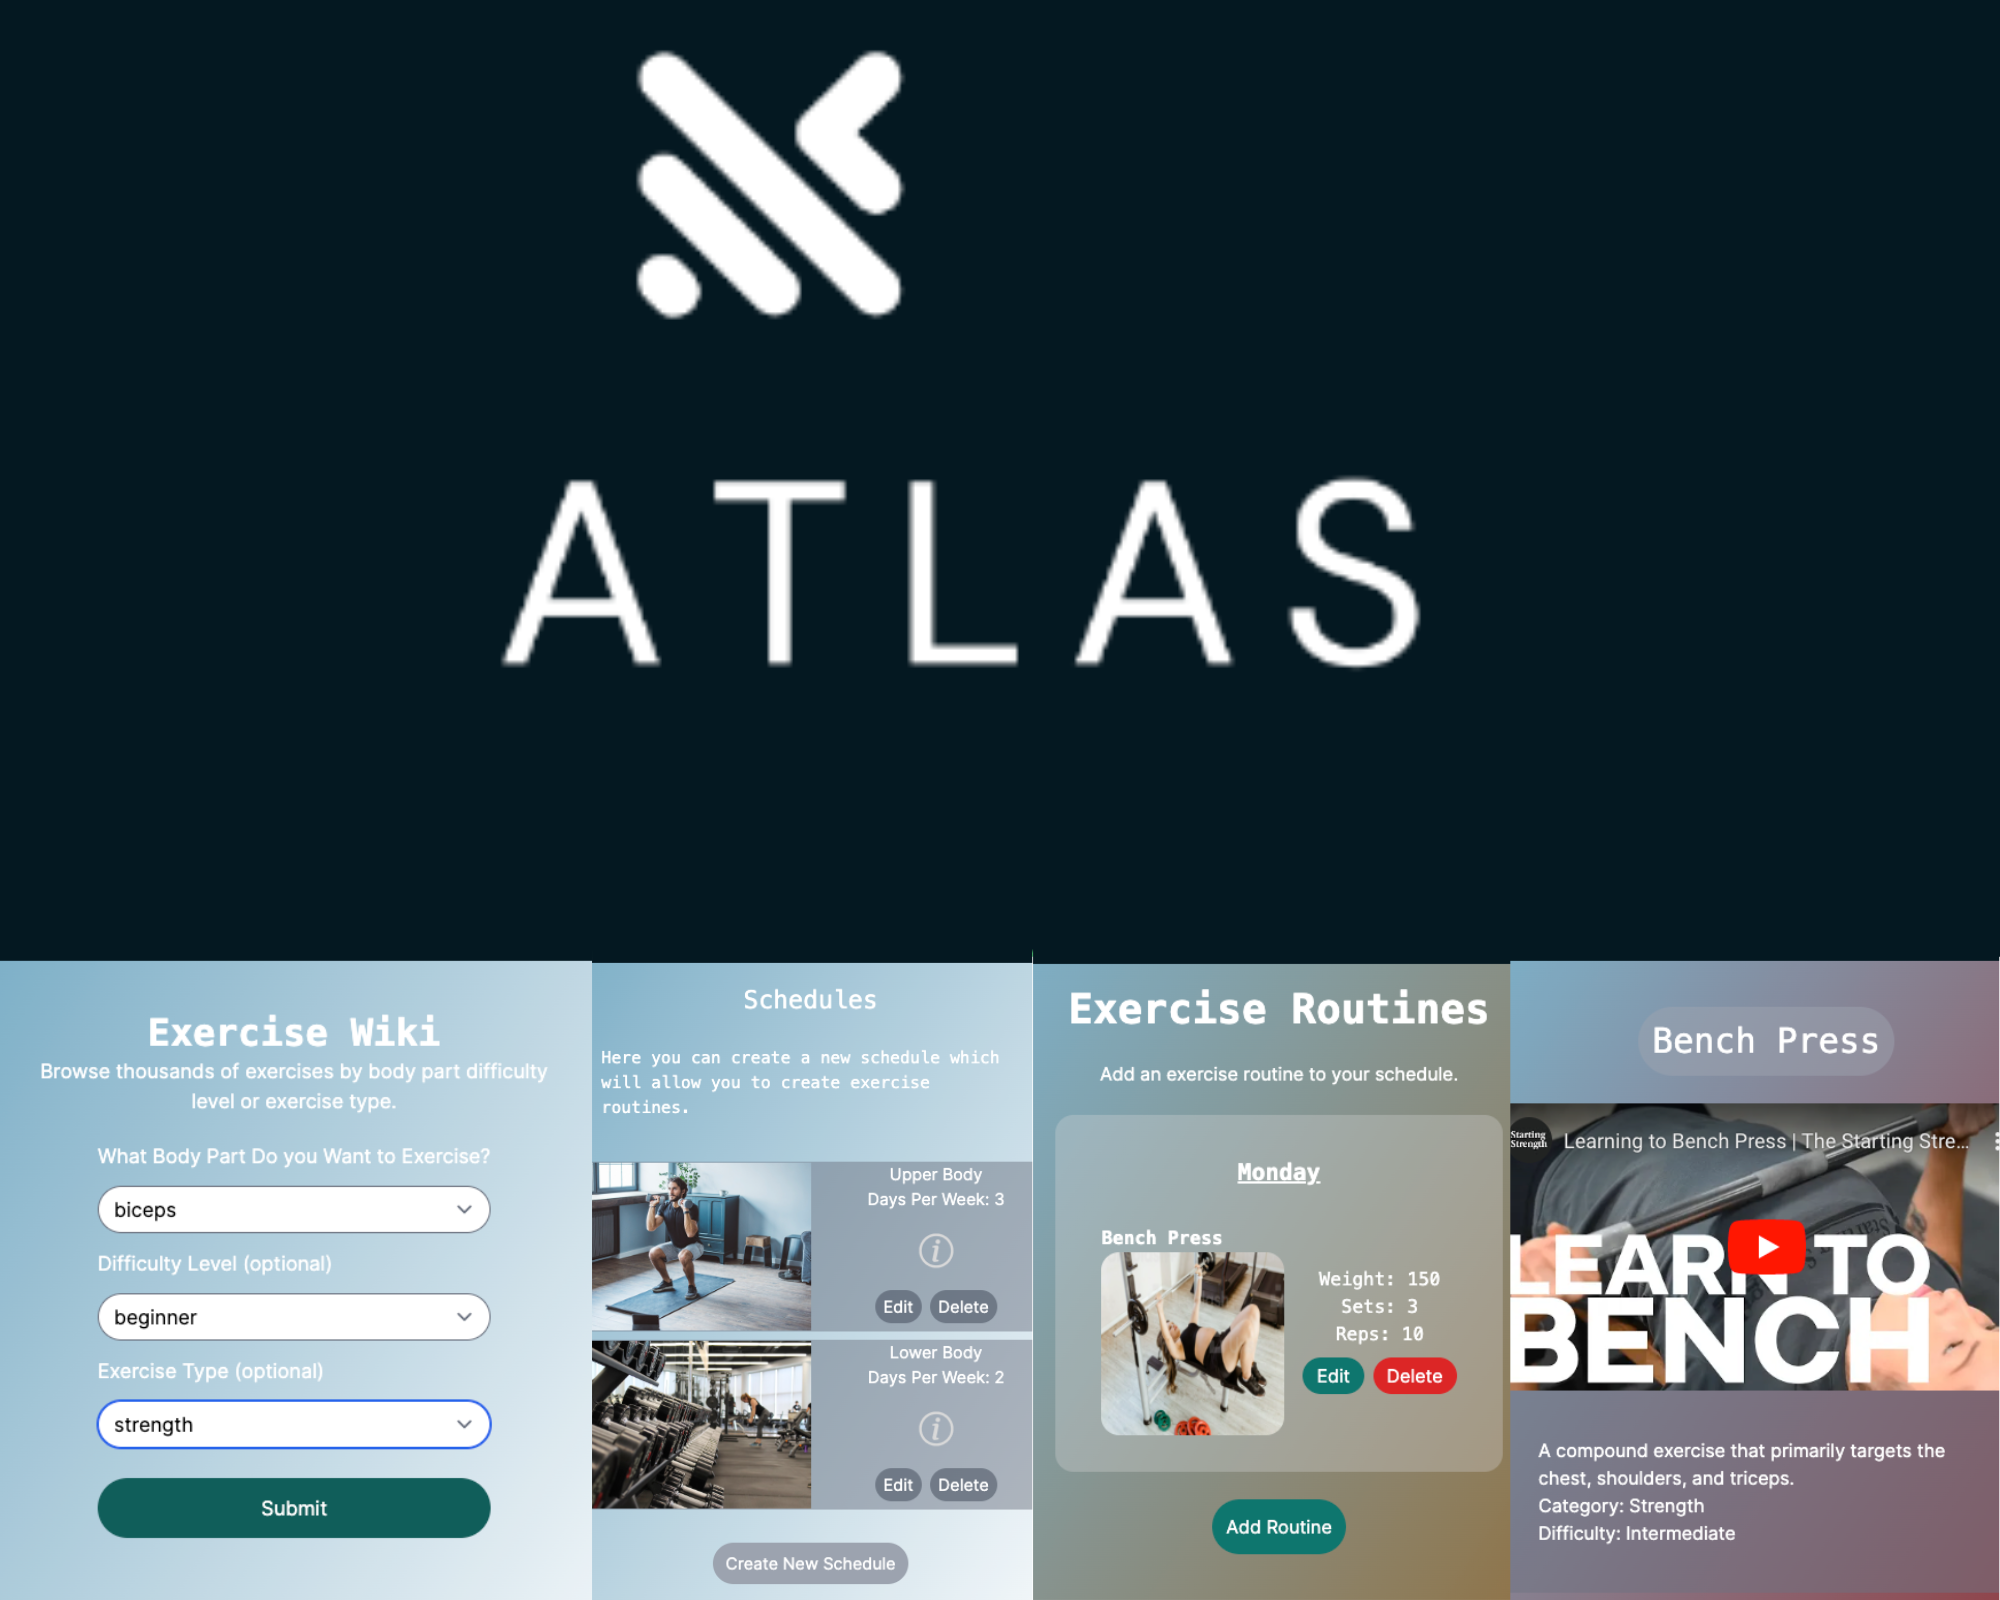 ATLAS
Exercise Wiki
Browse thousands of exercises by body part difficulty
level or exercise type.
What Body Part Do you Want to Exercise?
biceps
Difficulty Level (optional)
beginner
Exercise Type (optional)
strength
Submit
Schedules
Here you can create a new schedule which
will allow you to create exercise
routines.
Upper Body
Days Per Week: 3
i
Edit
Delete
Lower Body
Days Per Week: 2
i
Edit
Delete
Create New Schedule
Exercise Routines
Add an exercise routine to your schedule.
Monday
Bench Press
Weight: 150
Sets: 3
Reps: 10
Edit
Delete
Add Routine
Bench Press
Starting
Strength
Learning to Bench Press | The Starting Stre...
LEARN TO
BENCH
A compound exercise that primarily targets the
chest, shoulders, and triceps.
Category: Strength
Difficulty: Intermediate